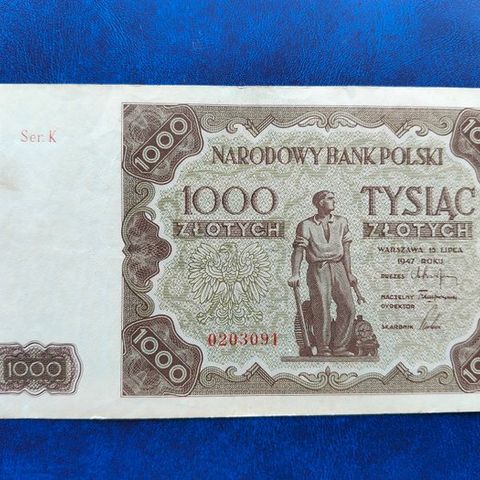 Ser. K
1000
NARODOWY BANK POLSKI
1000 TYSIĄC
ZŁOTYCH ZŁOTYCH
WARSZAWA 15 LIPCA
1947 ROKU
PREZES
NACZELNY
DYREKTOR
SKARBNIK
0203091
1000
1000